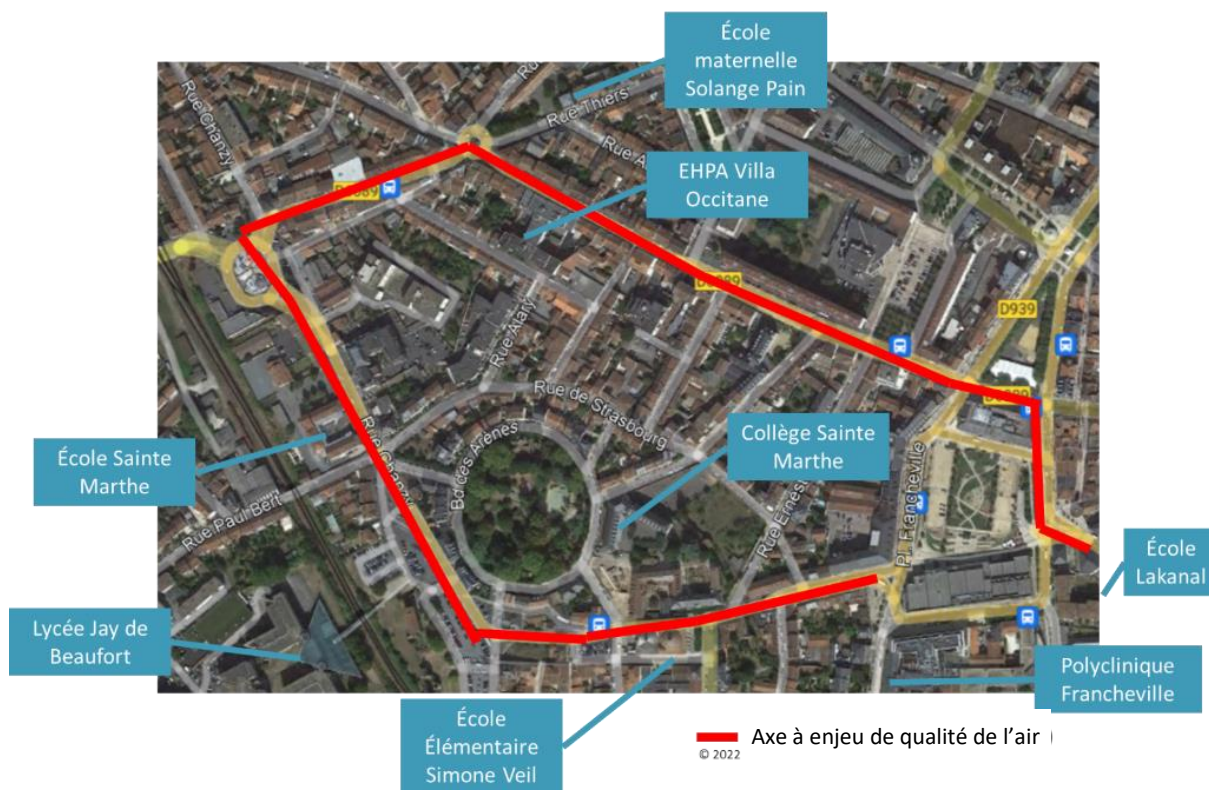 École
maternelle
Solange Pain
Rue Chanzy
Rue Thiers
EHPA Villa
Occitane
D939
Rue Alary
Rue de Strasbourg
École Sainte
Marthe
Rue Chanzy
Bd des Arènes
Collège Sainte
Marthe
Pl. Francheville
Rue Paul Bert
École
Lakanal
Lycée Jay de
Beaufort
Polyclinique
Francheville
École
Élémentaire
Simone Veil
Axe à enjeu de qualité de l'air
© 2022